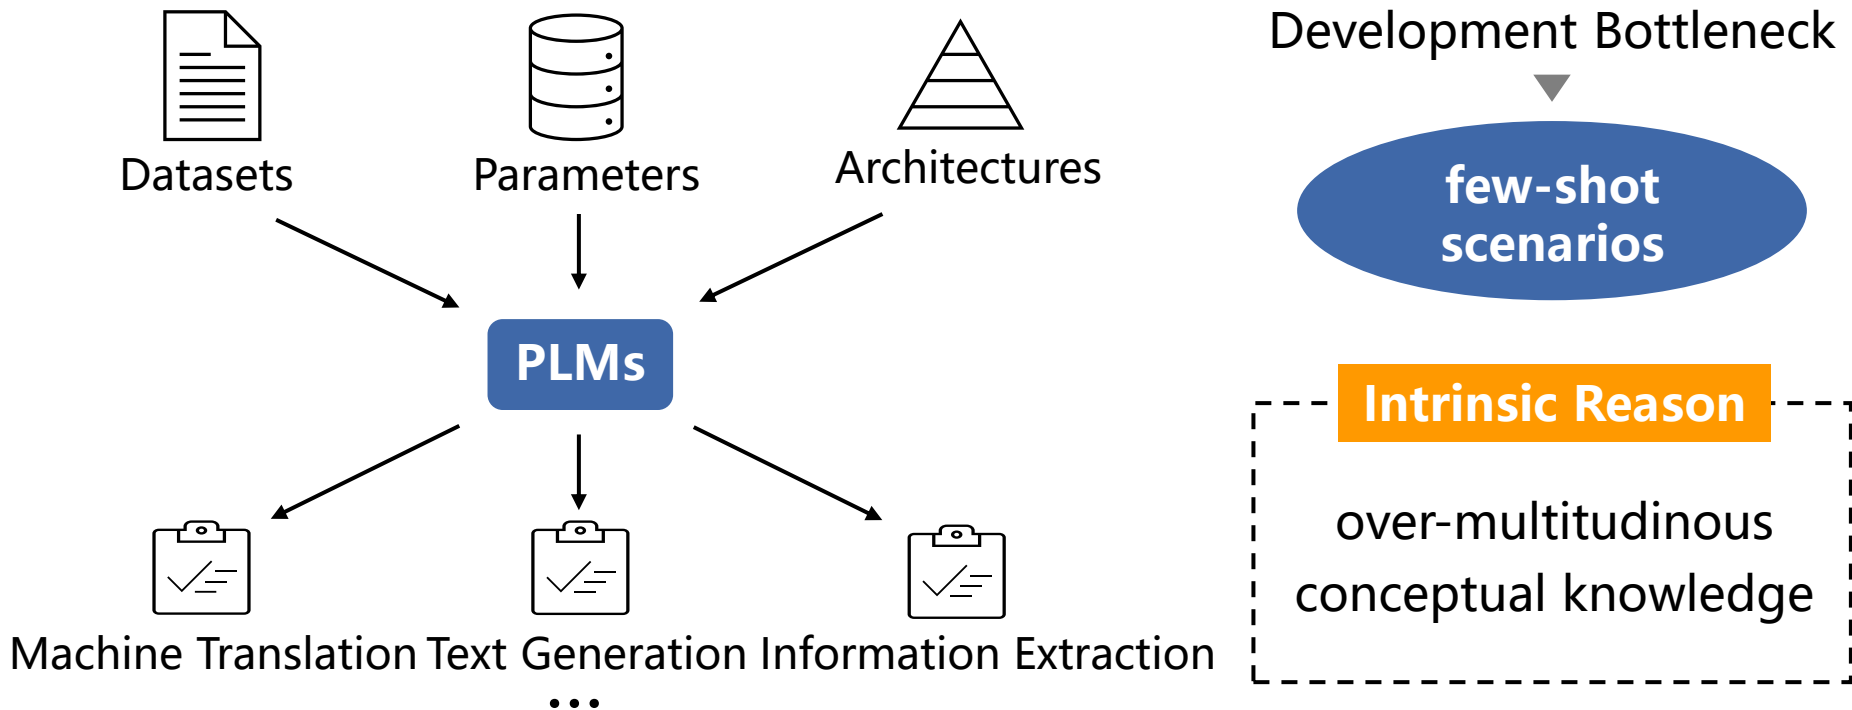 Datasets
Parameters
Architectures
PLMs
Machine Translation
Text Generation
Information Extraction
...
Development Bottleneck
few-shot
scenarios
Intrinsic Reason
over-multitudinous
conceptual knowledge